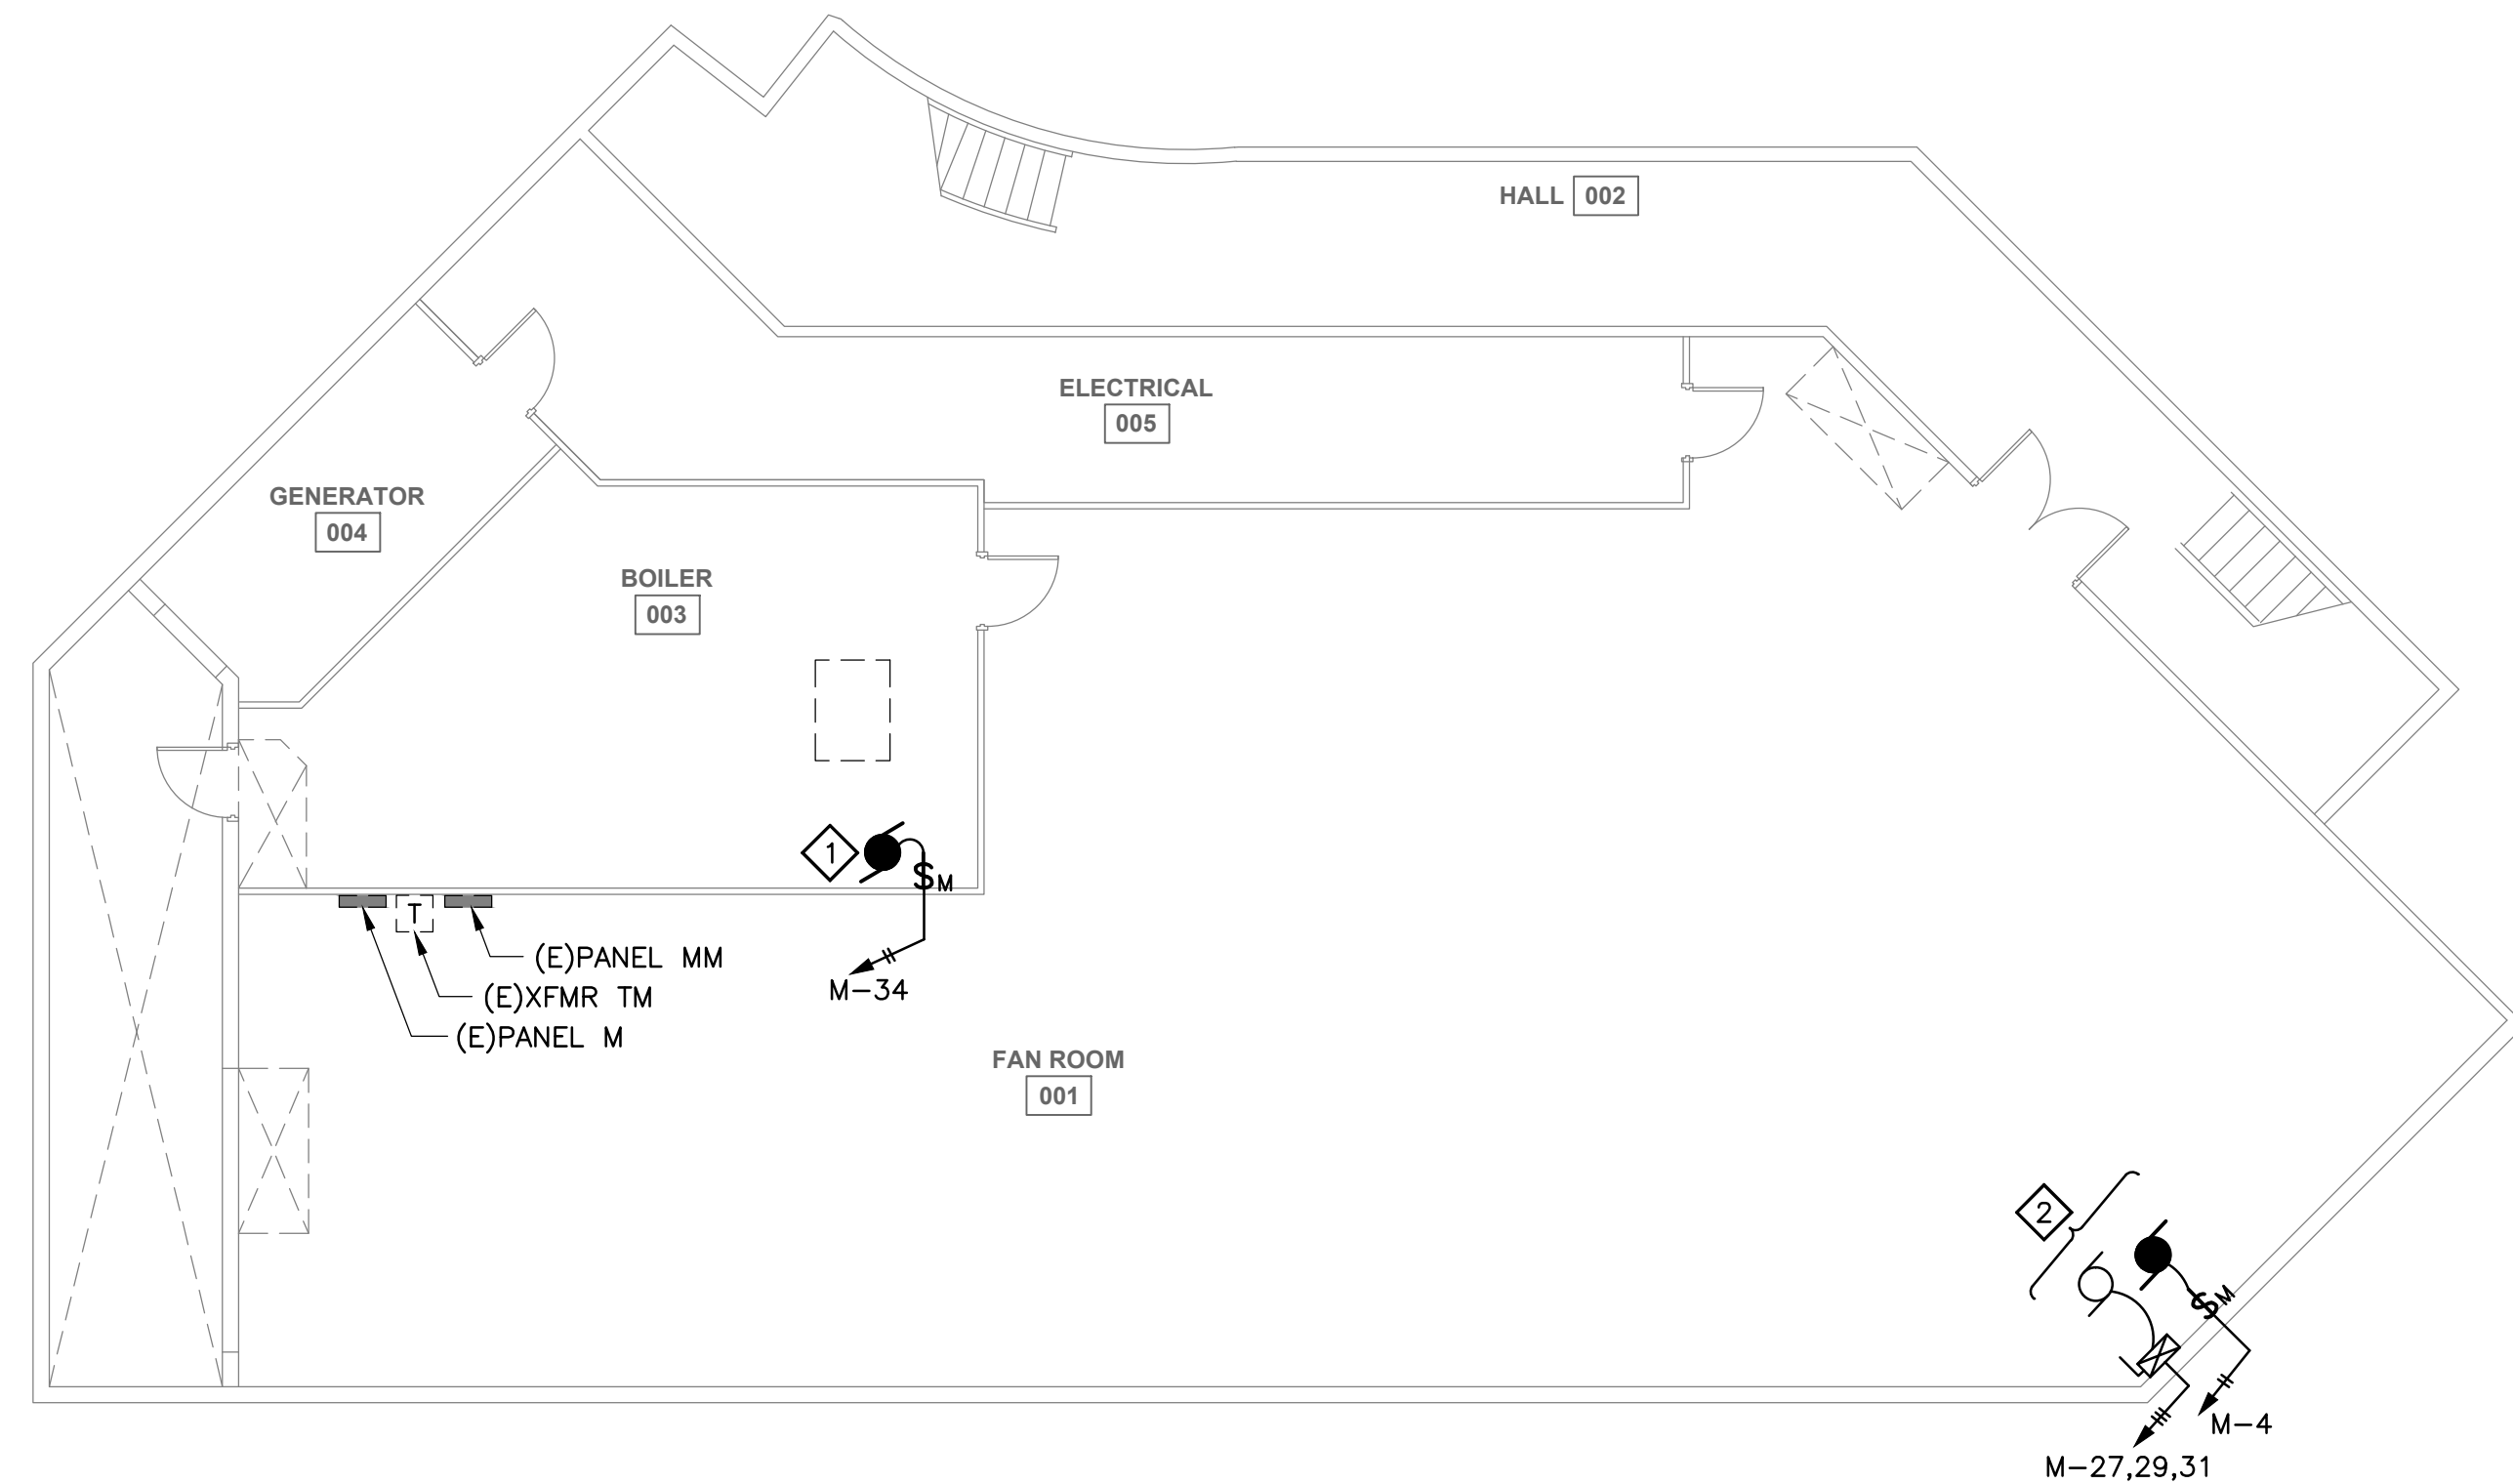 HALL 002
ELECTRICAL
005
GENERATOR
004
BOILER
003
1
$M
T
(E)PANEL MM
(E)XFMR TM
(E)PANEL M
M-34
FAN ROOM
001
2
$M
M-4
M-27,29,31